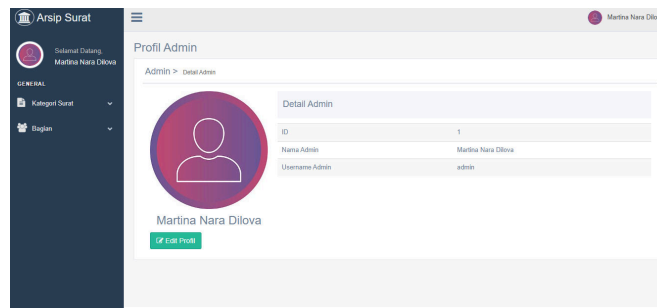 Arsip Surat
Martina Nara Dilo
Selamat Datang,
Martina Nara Dilova
GENERAL
Kategori Surat
Bagian
Profil Admin
Admin > Detail Admin
Detail Admin
ID 1
Nama Admin Martina Nara Dilova
Username Admin admin
Martina Nara Dilova
Edit Profil